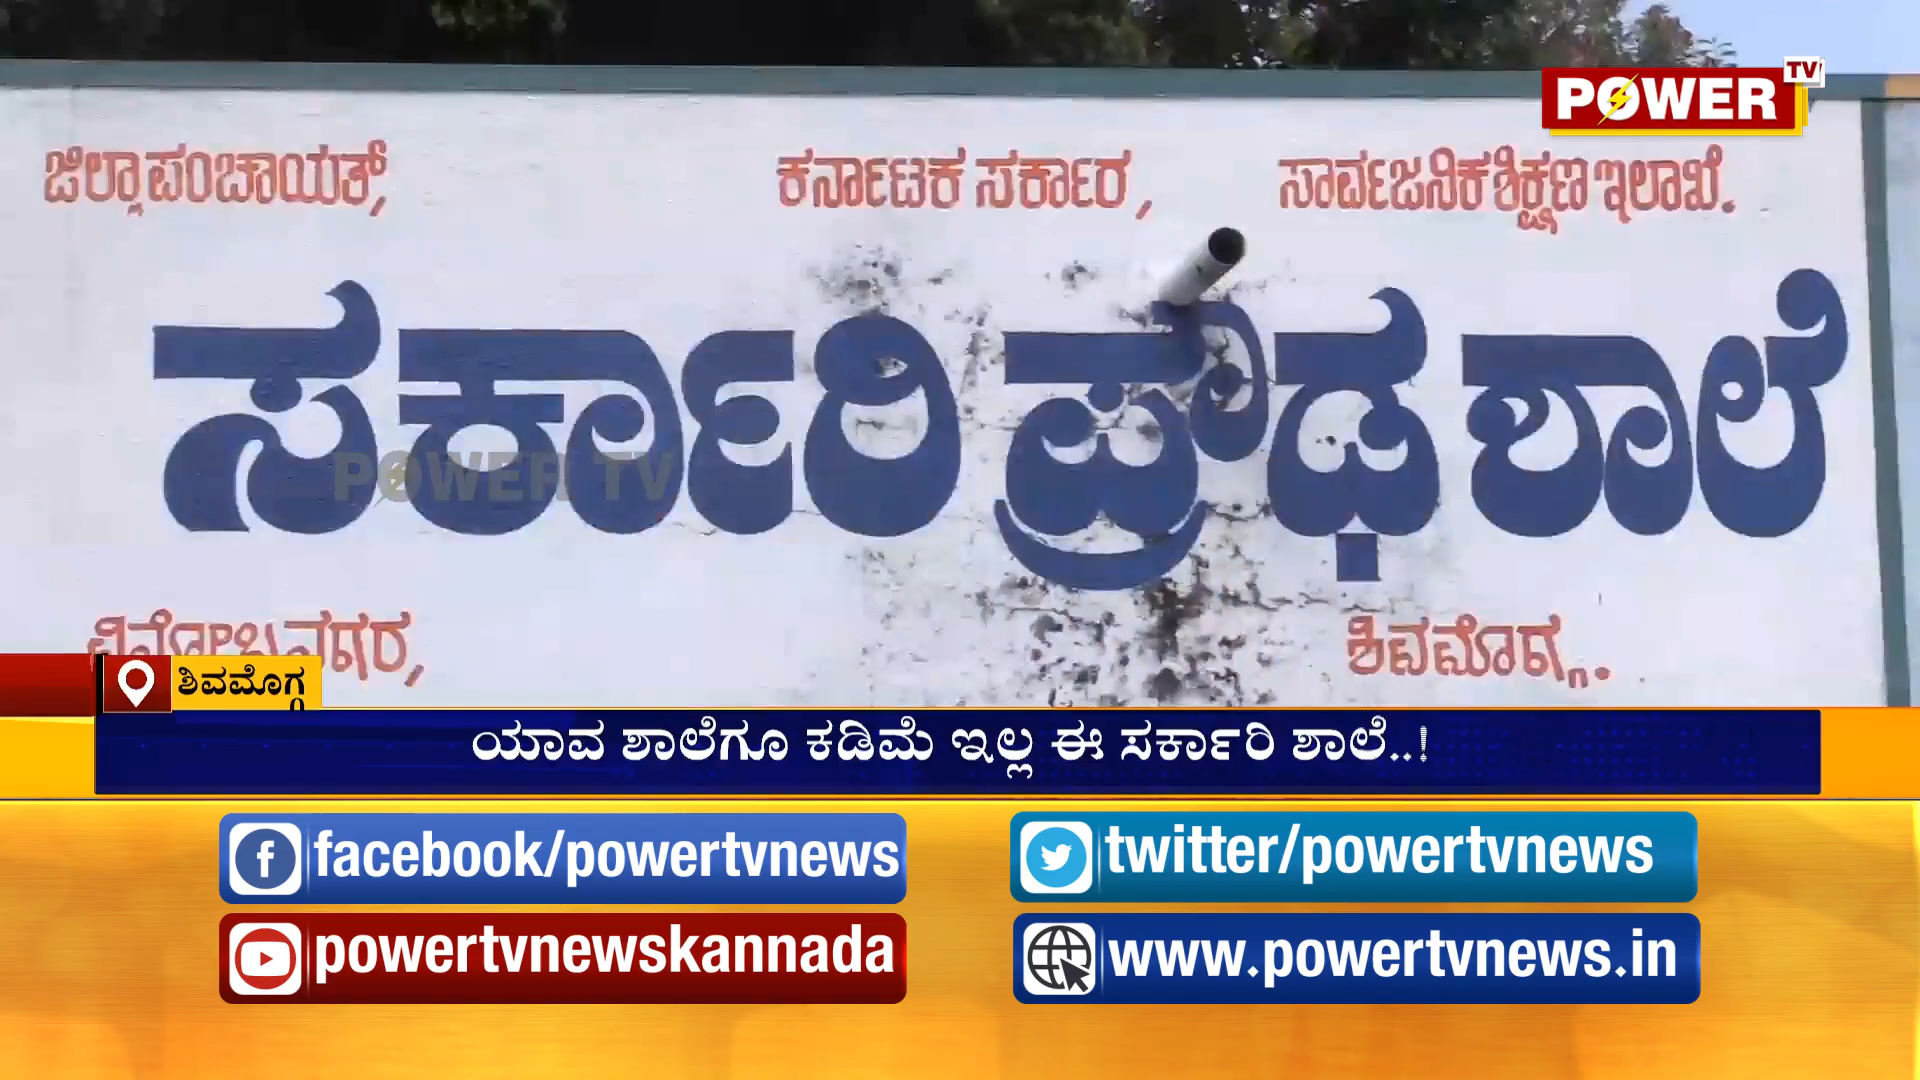 POWER TV
ಜಿಲ್ಲಾ ಪಂಚಾಯತ್, ಕರ್ನಾಟಕ ಸರ್ಕಾರ, ಸಾರ್ವಜನಿಕ ಶಿಕ್ಷಣ ಇಲಾಖೆ.
ಸರ್ಕಾರಿ ಪ್ರೌಢ ಶಾಲೆ
POWER TV
ವಿನೋಬನಗರ, ಶಿವಮೊಗ್ಗ.
ಶಿವಮೊಗ್ಗ
ಯಾವ ಶಾಲೆಗೂ ಕಡಿಮೆ ಇಲ್ಲ ಈ ಸರ್ಕಾರಿ ಶಾಲೆ..!
facebook/powertvnews twitter/powertvnews
powertvnewskannada www.powertvnews.in